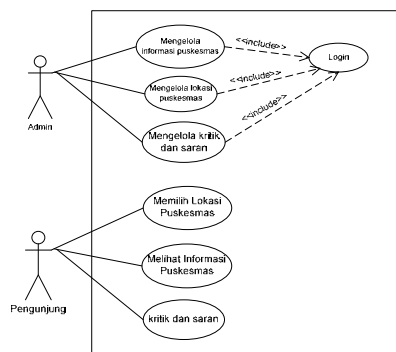 Mengelola
informasi puskesmas
<<include>>
Login
Mengelola lokasi
puskesmas
<<include>>
Admin
Mengelola kritik
dan saran
<<include>>
Memilih Lokasi
Puskesmas
Melihat Informasi
Puskesmas
Pengunjung
kritik dan saran